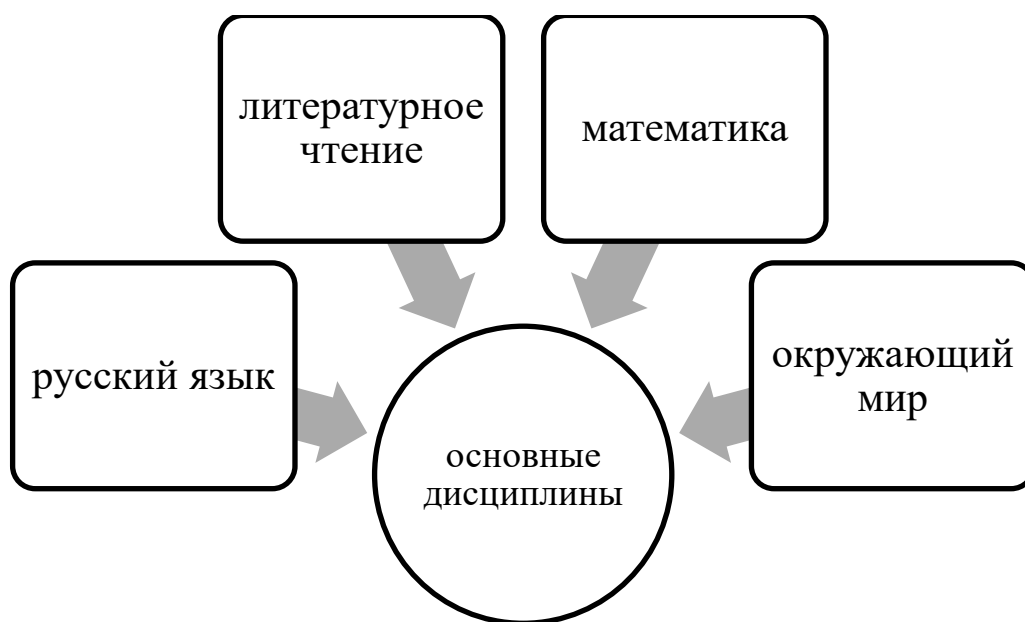 литературное
чтение
математика
русский язык
окружающий
мир
основные
дисциплины